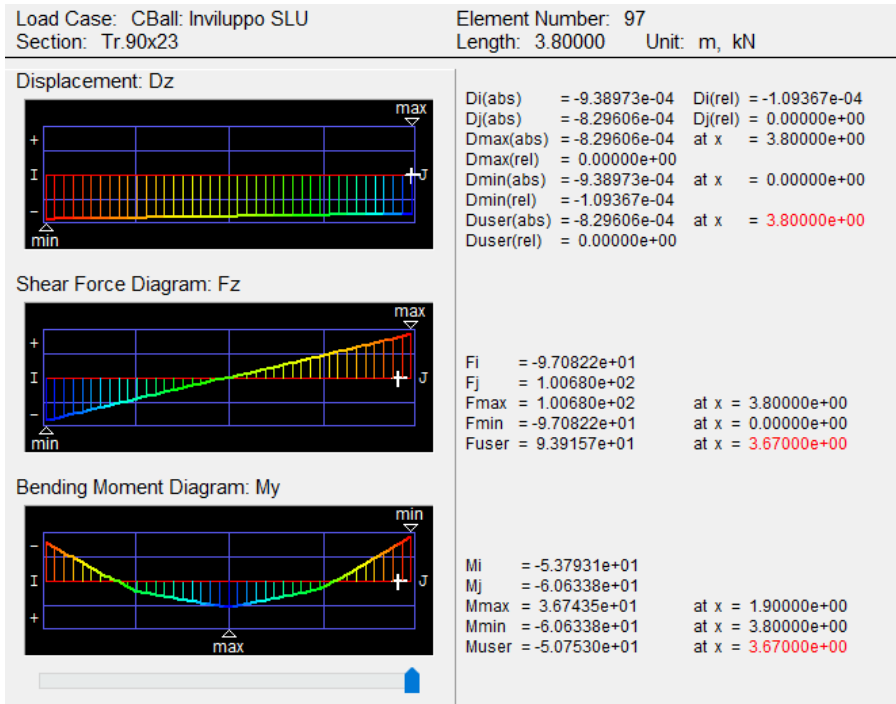 Load Case: CBall: Inviluppo SLU
Section: Tr.90x23
Element Number: 97
Length: 3.80000 Unit: m, kN
Displacement: Dz
max
+
I
J
-
min
Di(abs) = -9.38973e-04 Di(rel) = -1.09367e-04
Dj(abs) = -8.29606e-04 Dj(rel) = 0.00000e+00
Dmax(abs) = -8.29606e-04 at x = 3.80000e+00
Dmax(rel) = 0.00000e+00
Dmin(abs) = -9.38973e-04 at x = 0.00000e+00
Dmin(rel) = -1.09367e-04
Duser(abs) = -8.29606e-04 at x = 3.80000e+00
Duser(rel) = 0.00000e+00
Shear Force Diagram: Fz
max
+
I
J
-
min
Fi = -9.70822e+01
Fj = 1.00680e+02
Fmax = 1.00680e+02 at x = 3.80000e+00
Fmin = -9.70822e+01 at x = 0.00000e+00
Fuser = 9.39157e+01 at x = 3.67000e+00
Bending Moment Diagram: My
min
-
I
J
+
max
Mi = -5.37931e+01
Mj = -6.06338e+01
Mmax = 3.67435e+01 at x = 1.90000e+00
Mmin = -6.06338e+01 at x = 3.80000e+00
Muser = -5.07530e+01 at x = 3.67000e+00